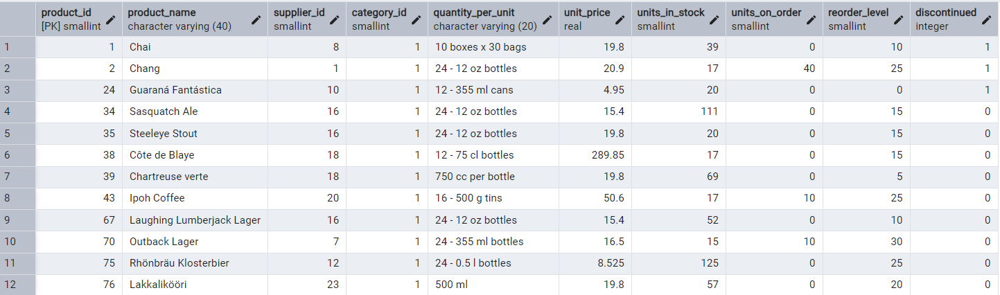 product_id product_name supplier_id category_id quantity_per_unit unit_price units_in_stock units_on_order reorder_level discontinued
[PK] smallint character varying (40) smallint smallint character varying (20) real smallint smallint smallint integer
1 1 Chai 8 1 10 boxes x 30 bags 19.8 39 0 10 1
2 2 Chang 1 1 24 - 12 oz bottles 20.9 17 40 25 1
3 24 Guaraná Fantástica 10 1 12 - 355 ml cans 4.95 20 0 0 1
4 34 Sasquatch Ale 16 1 24 - 12 oz bottles 15.4 111 0 15 0
5 35 Steeleye Stout 16 1 24 - 12 oz bottles 19.8 20 0 15 0
6 38 Côte de Blaye 18 1 12 - 75 cl bottles 289.85 17 0 15 0
7 39 Chartreuse verte 18 1 750 cc per bottle 19.8 69 0 5 0
8 43 Ipoh Coffee 20 1 16 - 500 g tins 50.6 17 10 25 0
9 67 Laughing Lumberjack Lager 16 1 24 - 12 oz bottles 15.4 52 0 10 0
10 70 Outback Lager 7 1 24 - 355 ml bottles 16.5 15 10 30 0
11 75 Rhönbräu Klosterbier 12 1 24 - 0.5 l bottles 8.525 125 0 25 0
12 76 Lakkalikööri 23 1 500 ml 19.8 57 0 20 0